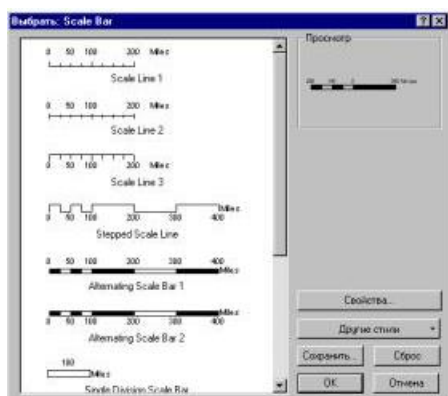 Выбрать: Scale Bar
0 50 100 200 Miles
Scale Line 1
0 50 100 200 Miles
Scale Line 2
0 50 100 200 Miles
Scale Line 3
Miles
0 50 100 200 300 400
Stepped Scale Line
0 50 100 200 300 400
Miles
Alternating Scale Bar 1
Miles
0 50 100 200 300 400
Alternating Scale Bar 2
100
Miles
Single Division Scale Bar
Просмотр
Свойства...
Другие стили
Сохранить... Сброс
OK Отмена